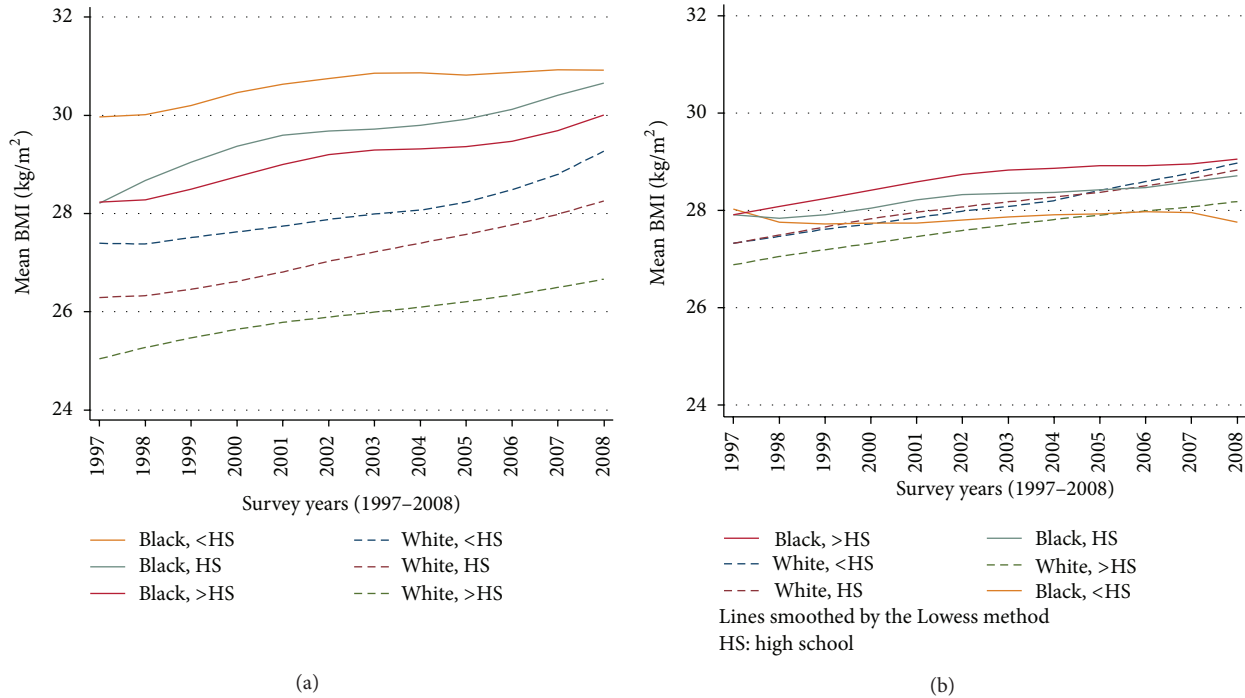 32
30
28
26
24
Mean BMI (kg/m²)
1997
1998
1999
2000
2001
2002
2003
2004
2005
2006
2007
2008
Survey years (1997–2008)
Black, <HS
Black, HS
Black, >HS
White, <HS
White, HS
White, >HS
(a)
32
30
28
26
24
Mean BMI (kg/m²)
1997
1998
1999
2000
2001
2002
2003
2004
2005
2006
2007
2008
Survey years (1997–2008)
Black, >HS
White, <HS
White, HS
Black, HS
White, >HS
Black, <HS
Lines smoothed by the Lowess method
HS: high school
(b)